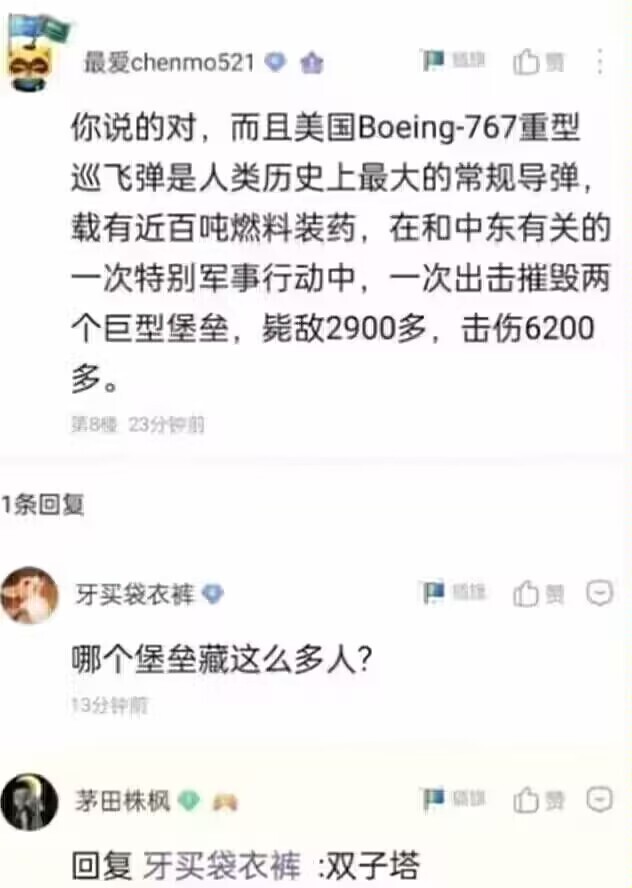 最爱chenmo521
插旗 赞
你说的对，而且美国Boeing-767重型
巡飞弹是人类历史上最大的常规导弹，
载有近百吨燃料装药，在和中东有关的
一次特别军事行动中，一次出击摧毁两
个巨型堡垒，毙敌2900多，击伤6200
多。
第8楼 23分钟前
1条回复
牙买袋衣裤
插旗 赞
哪个堡垒藏这么多人？
13分钟前
茅田株枫
插旗 赞
回复 牙买袋衣裤 :双子塔